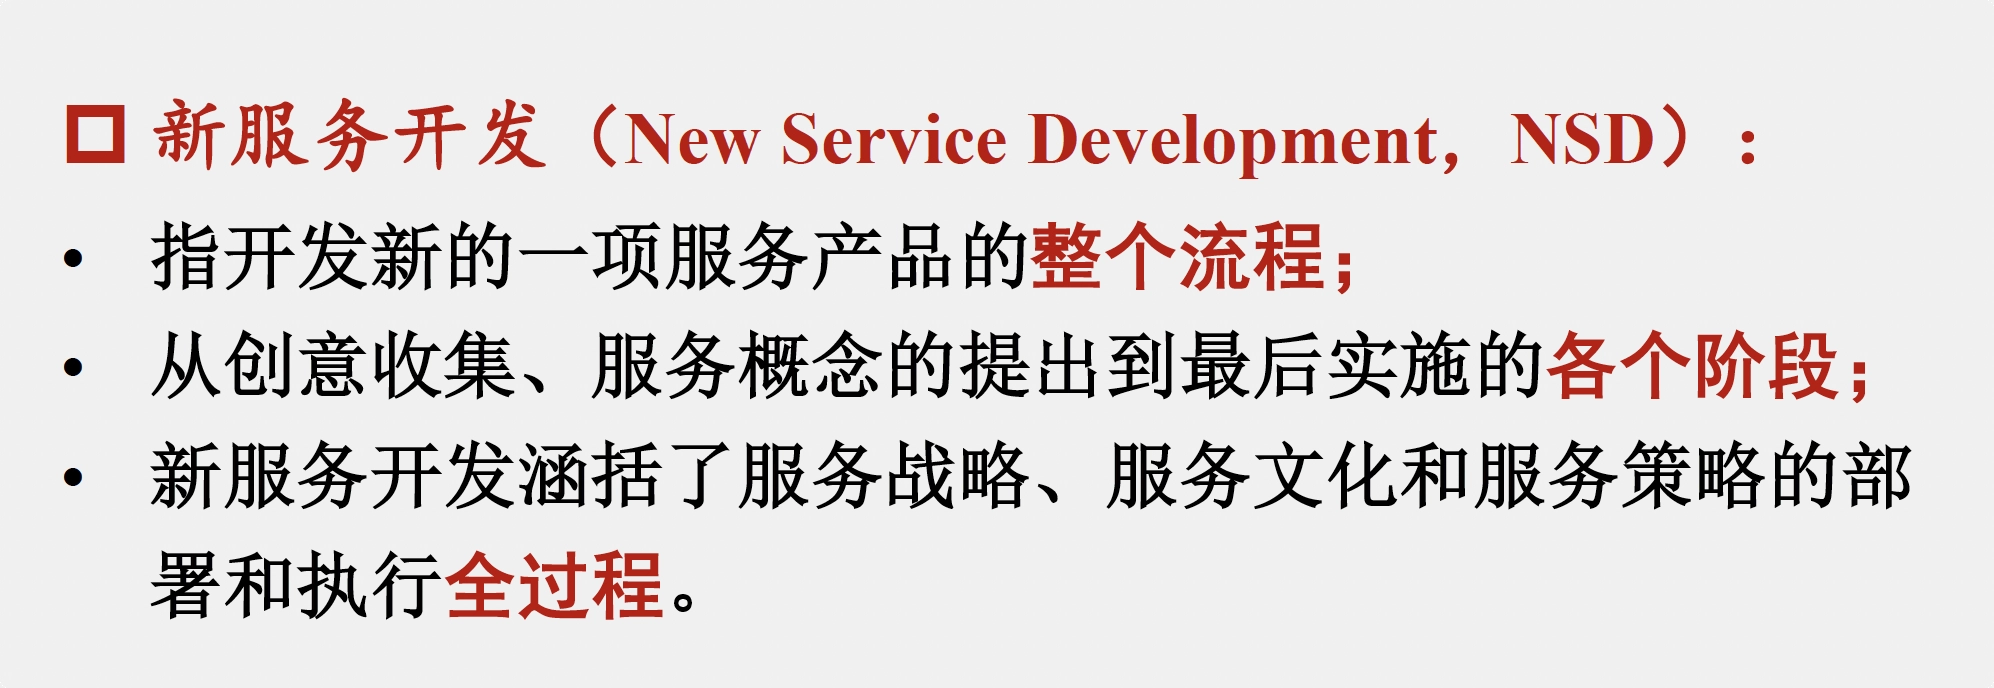 新服务开发（New Service Development，NSD）：
• 指开发新的一项服务产品的整个流程；
• 从创意收集、服务概念的提出到最后实施的各个阶段；
• 新服务开发涵括了服务战略、服务文化和服务策略的部
署和执行全过程。